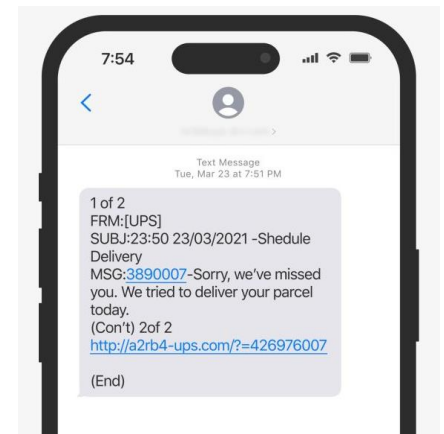 7:54
Text Message
Tue, Mar 23 at 7:51 PM
1 of 2
FRM:[UPS]
SUBJ:23:50 23/03/2021 -Shedule
Delivery
MSG:3890007-Sorry, we've missed
you. We tried to deliver your parcel
today.
(Con't) 2of 2
http://a2rb4-ups.com/?=426976007
(End)